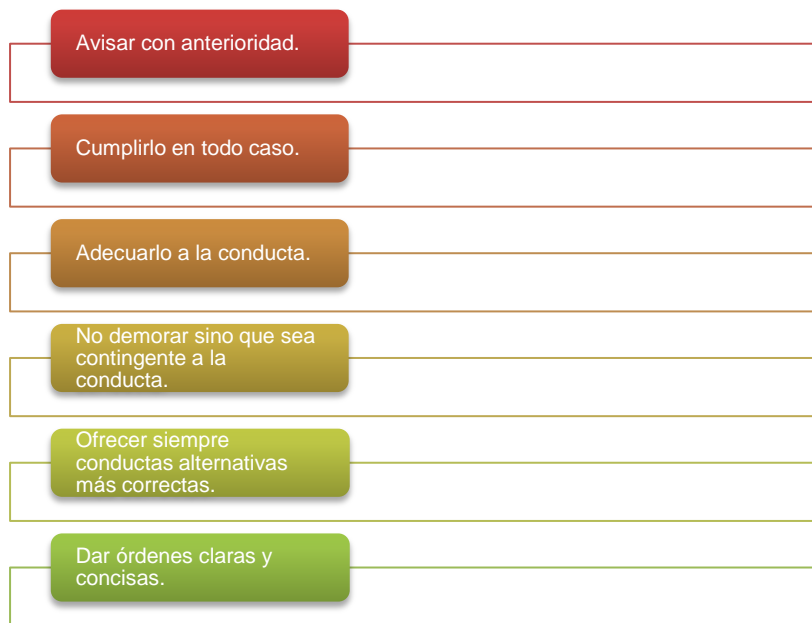 Avisar con anterioridad.
Cumplirlo en todo caso.
Adecuarlo a la conducta.
No demorar sino que sea
contingente a la
conducta.
Ofrecer siempre
conductas alternativas
más correctas.
Dar órdenes claras y
concisas.